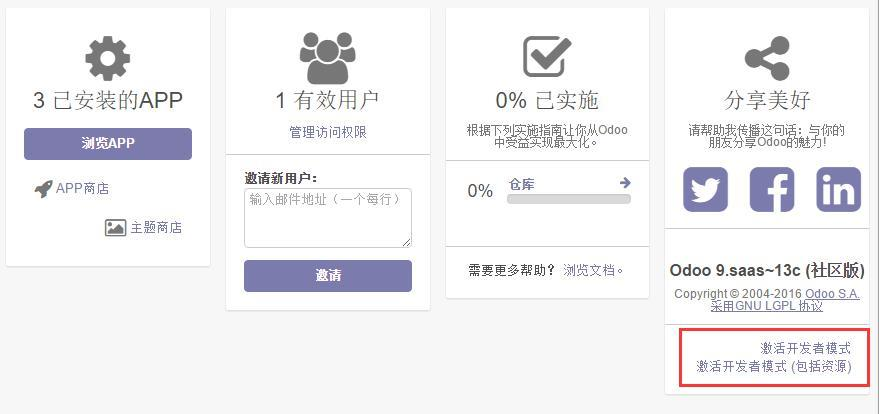 3 已安装的APP
浏览APP
APP商店
主题商店
1 有效用户
管理访问权限
邀请新用户：
输入邮件地址（一个每行）
邀请
0% 已实施
根据下列实施指南让你从Odoo
中受益实现最大化。
0%
仓库
需要更多帮助？ 浏览文档。
分享美好
请帮助我传播这句话：与你的
朋友分享Odoo的魅力!
Odoo 9.saas~13c (社区版)
Copyright © 2004-2016 Odoo S.A.
采用GNU LGPL 协议
激活开发者模式
激活开发者模式 (包括资源)